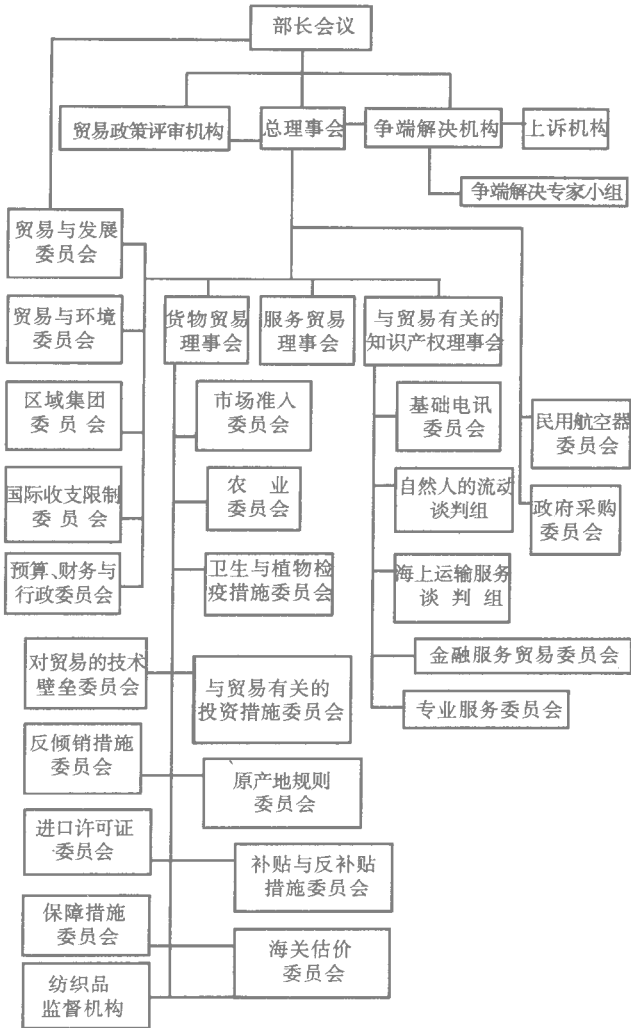 部长会议
贸易政策评审机构
总理事会
争端解决机构
上诉机构
争端解决专家小组
贸易与发展
委员会
贸易与环境
委员会
区域集团
委员会
国际收支限制
委员会
预算、财务与
行政委员会
货物贸易
理事会
服务贸易
理事会
与贸易有关的
知识产权理事会
市场准入
委员会
农业
委员会
卫生与植物检
疫措施委员会
基础电讯
委员会
自然人的流动
谈判组
海上运输服务
谈判组
金融服务贸易委员会
专业服务委员会
民用航空器
委员会
政府采购
委员会
对贸易的技术
壁垒委员会
与贸易有关的
投资措施委员会
反倾销措施
委员会
原产地规则
委员会
进口许可证
委员会
补贴与反补贴
措施委员会
保障措施
委员会
海关估价
委员会
纺织品
监督机构